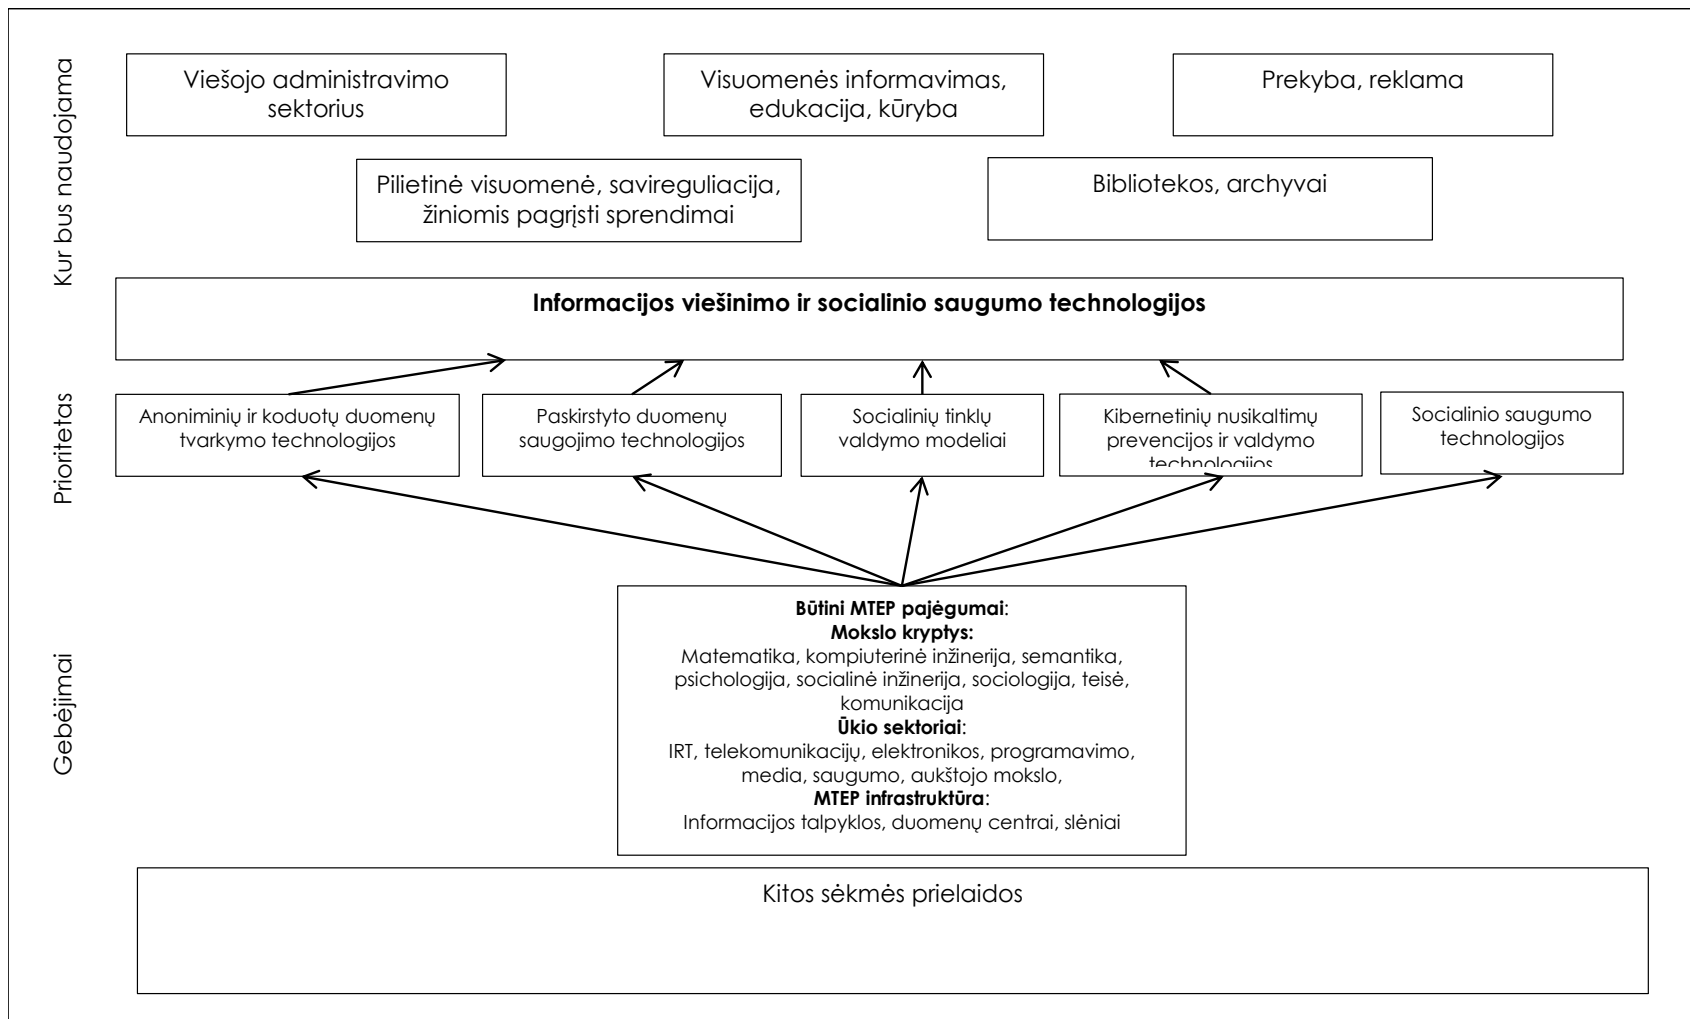 Kur bus naudojama
Viešojo administravimo
sektorius
Visuomenės informavimas,
edukacija, kūryba
Prekyba, reklama
Pilietinė visuomenė, savireguliacija,
žiniomis pagrįsti sprendimai
Bibliotekos, archyvai
Informacijos viešinimo ir socialinio saugumo technologijos
Prioritetas
Anoniminių ir koduotų duomenų
tvarkymo technologijos
Paskirstyto duomenų
saugojimo technologijos
Socialinių tinklų
valdymo modeliai
Kibernetinių nusikaltimų
prevencijos ir valdymo
technologijos
Socialinio saugumo
technologijos
Gebėjimai
Būtini MTEP pajėgumai:
Mokslo kryptys:
Matematika, kompiuterinė inžinerija, semantika,
psichologija, socialinė inžinerija, sociologija, teisė,
komunikacija
Ūkio sektoriai:
IRT, telekomunikacijų, elektronikos, programavimo,
media, saugumo, aukštojo mokslo,
MTEP infrastruktūra:
Informacijos talpyklos, duomenų centrai, slėniai
Kitos sėkmės prielaidos